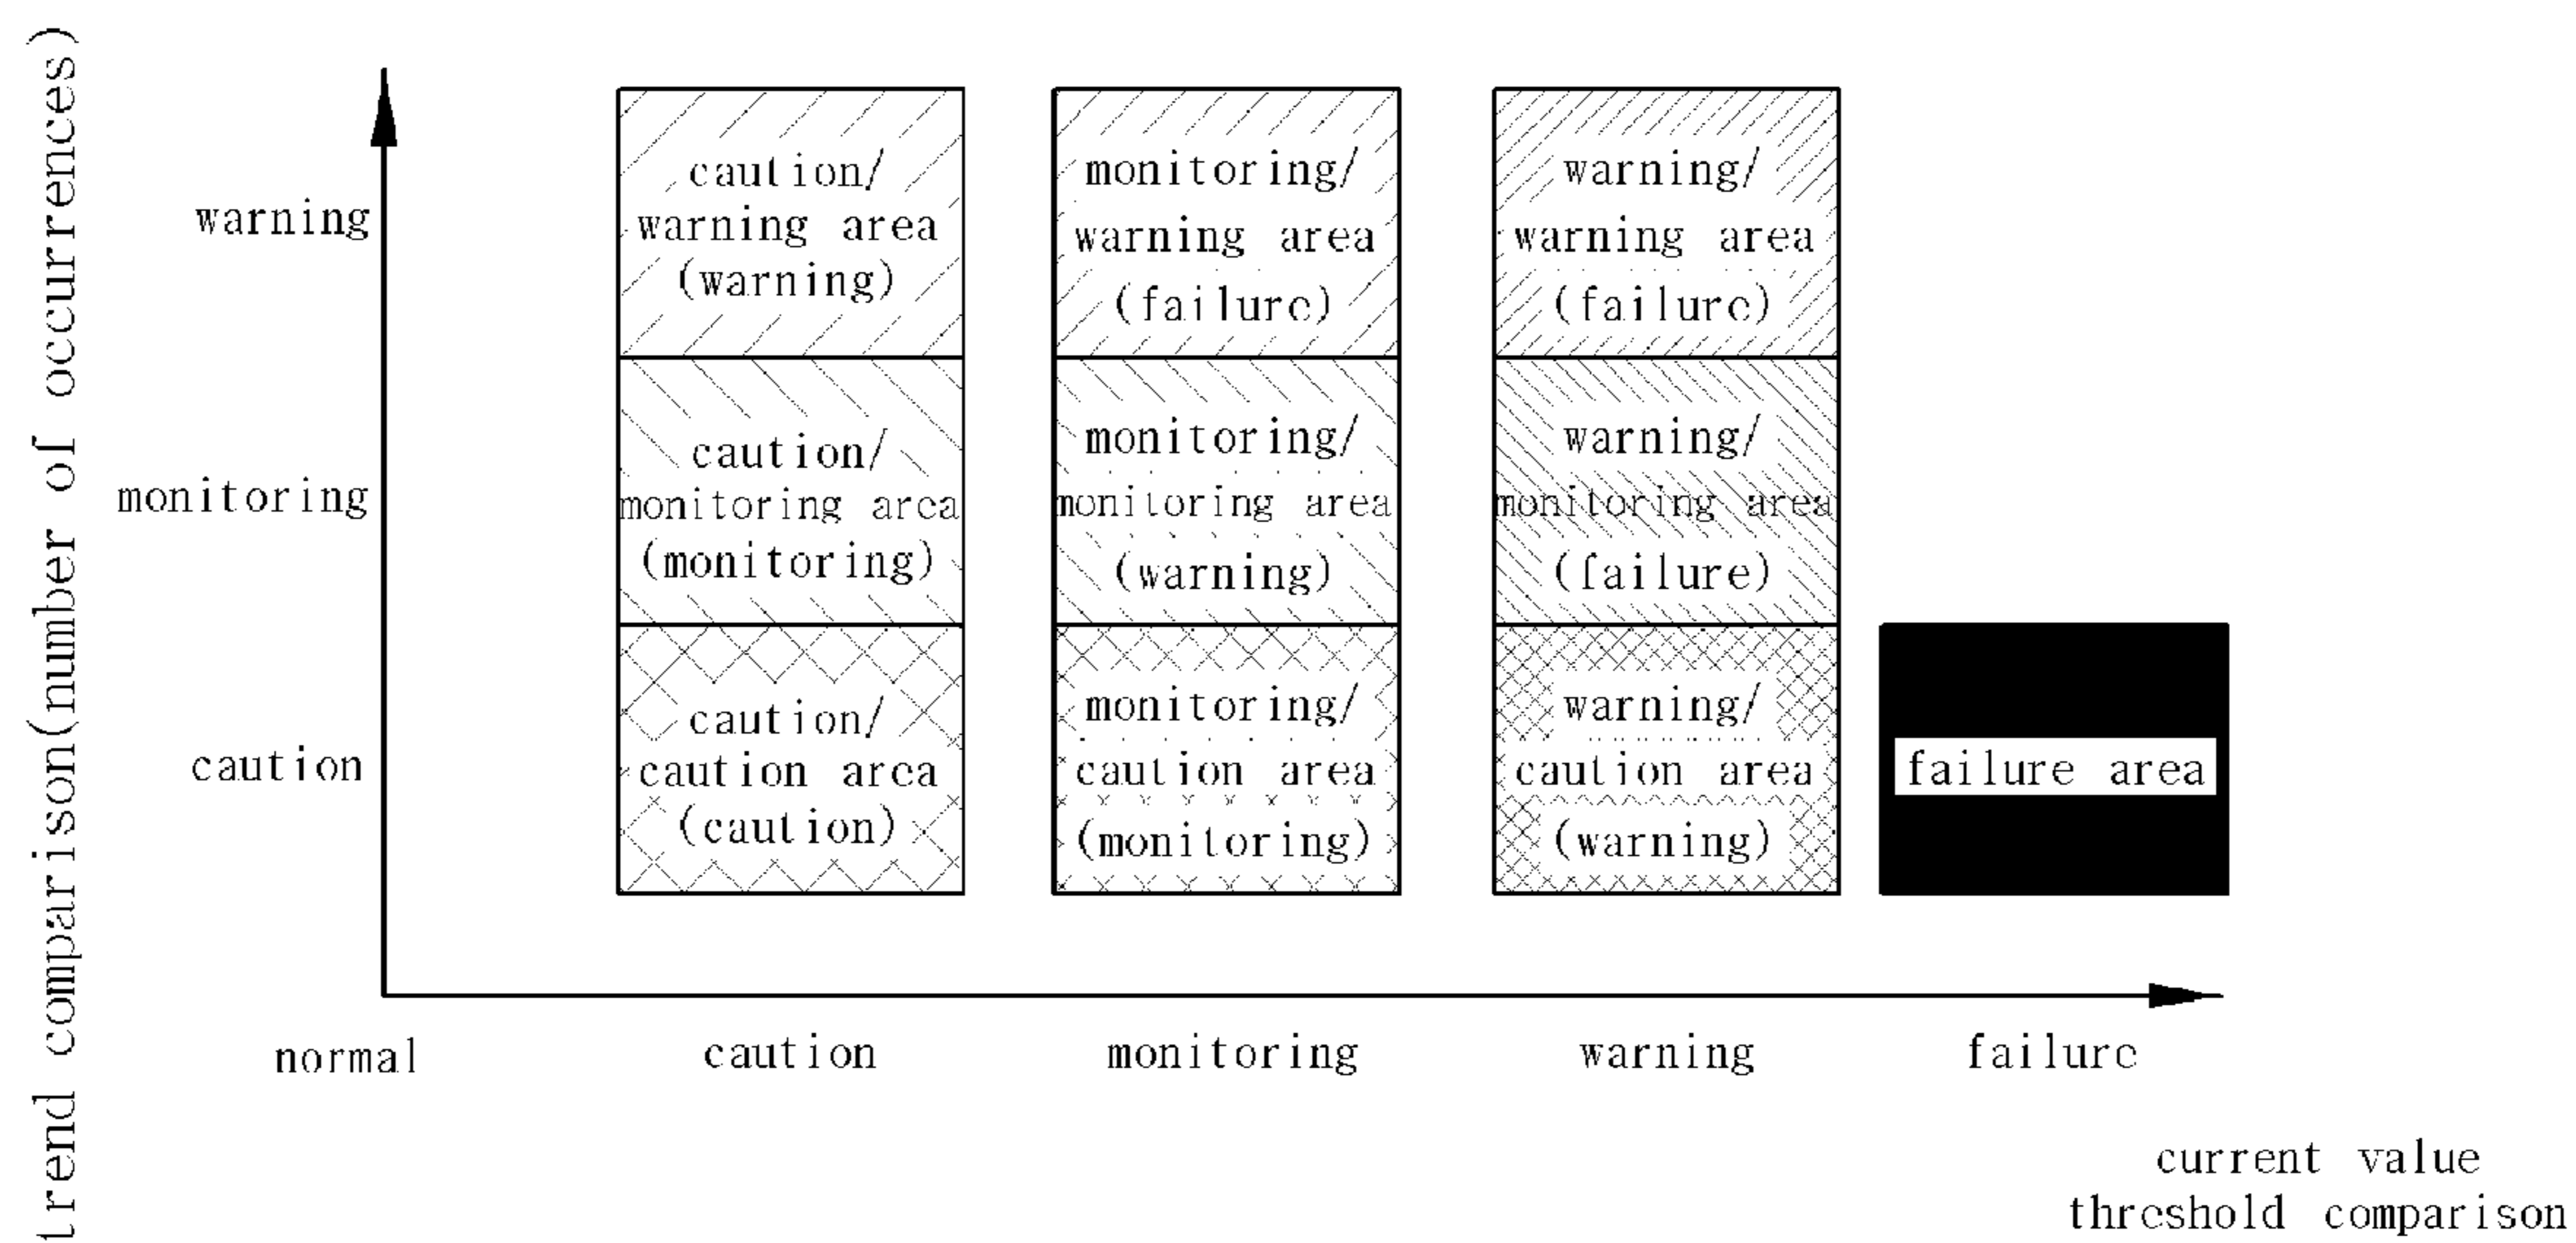 trend comparison(number of occurrences)
warning
monitoring
caution
caution/
warning area
(warning)
monitoring/
warning area
(failure)
warning/
warning area
(failure)
caution/
monitoring area
(monitoring)
monitoring/
monitoring area
(warning)
warning/
monitoring area
(failure)
caution/
caution area
(caution)
monitoring/
caution area
(monitoring)
warning/
caution area
(warning)
failure area
normal
caution
monitoring
warning
failure
current value
threshold comparison